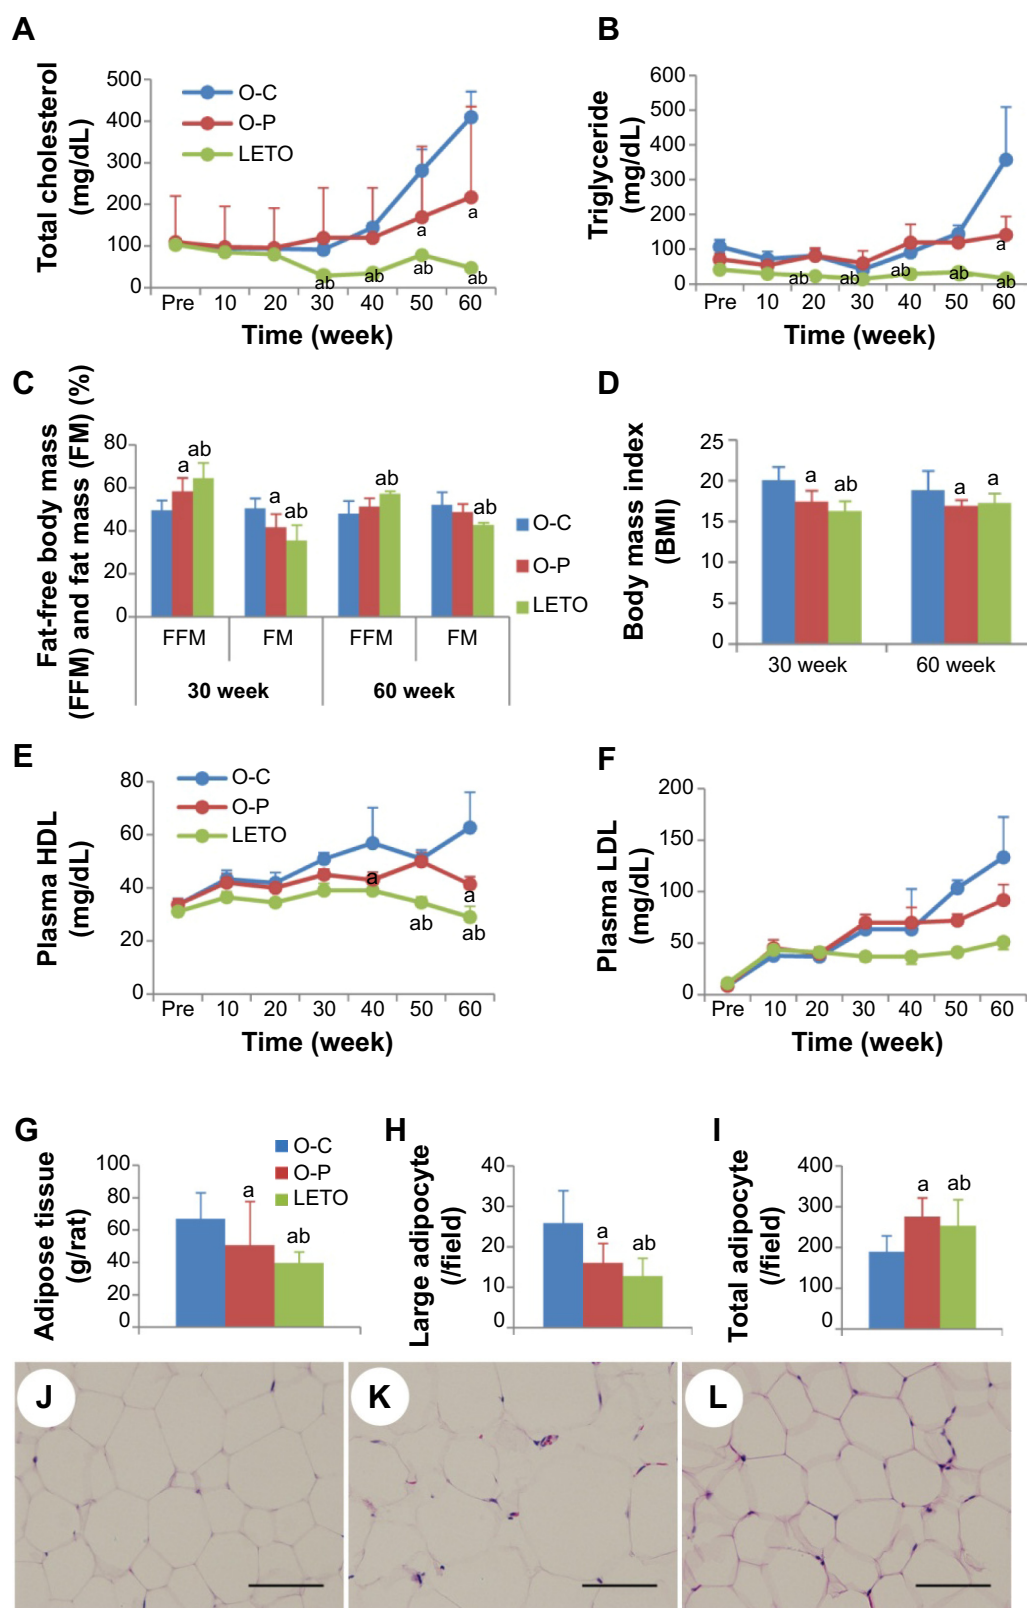 A
Total cholesterol
(mg/dL)
500
400
300
200
100
0
O-C
O-P
LETO
a
a
ab
ab
ab
ab
Pre 10 20 30 40 50 60
Time (week)
B
Triglyceride
(mg/dL)
600
500
400
300
200
100
0
a
ab
ab
ab
ab
ab
Pre 10 20 30 40 50 60
Time (week)
C
Fat-free body mass
(FFM) and fat mass (FM) (%)
80
60
40
20
0
a
ab
a
ab
ab
ab
FFM FM FFM FM
30 week 60 week
O-C
O-P
LETO
D
Body mass index
(BMI)
25
20
15
10
5
0
a
ab
a
a
30 week 60 week
E
Plasma HDL
(mg/dL)
80
60
40
20
0
O-C
O-P
LETO
a
a
ab
ab
Pre 10 20 30 40 50 60
Time (week)
F
Plasma LDL
(mg/dL)
200
150
100
50
0
Pre 10 20 30 40 50 60
Time (week)
G
Adipose tissue
(g/rat)
100
80
60
40
20
0
a
ab
O-C
O-P
LETO
H
Large adipocyte
(/field)
40
30
20
10
0
a
ab
I
Total adipocyte
(/field)
400
300
200
100
0
a
ab
J
K
L